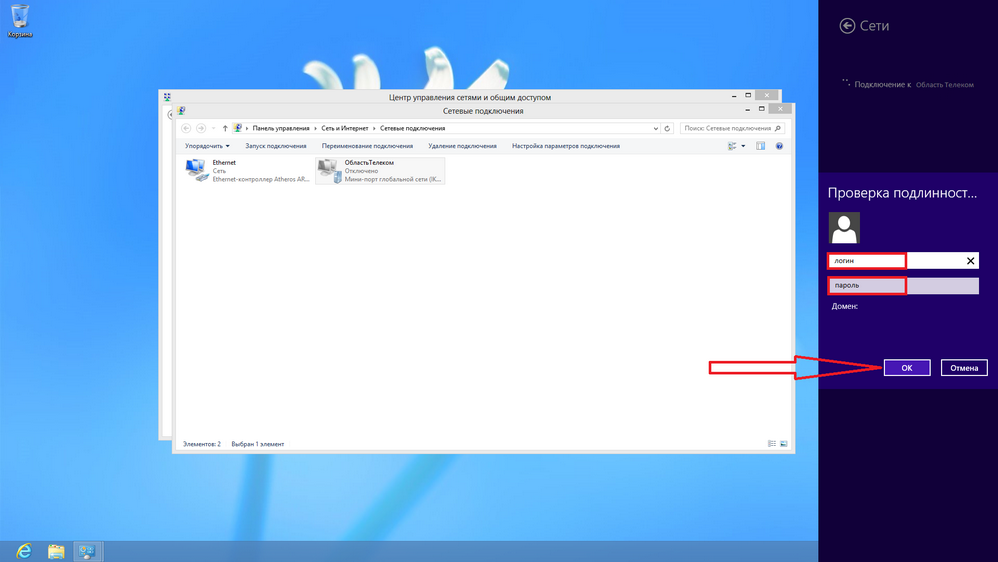 Корзина
Сети
Подключение к Область Телеком
Центр управления сетями и общим доступом
Сетевые подключения
Панель управления
Сеть и Интернет
Сетевые подключения
Поиск: Сетевые подключения
Упорядочить
Запуск подключения
Переименование подключения
Удаление подключения
Настройка параметров подключения
Ethernet
Сеть
Ethernet-контроллер Atheros AR...
ОбластьТелеком
Отключено
Мини-порт глобальной сети (IK...
Проверка подлинност...
логин
пароль
Домен:
ОК
Отмена
Элементов: 2
Выбран 1 элемент